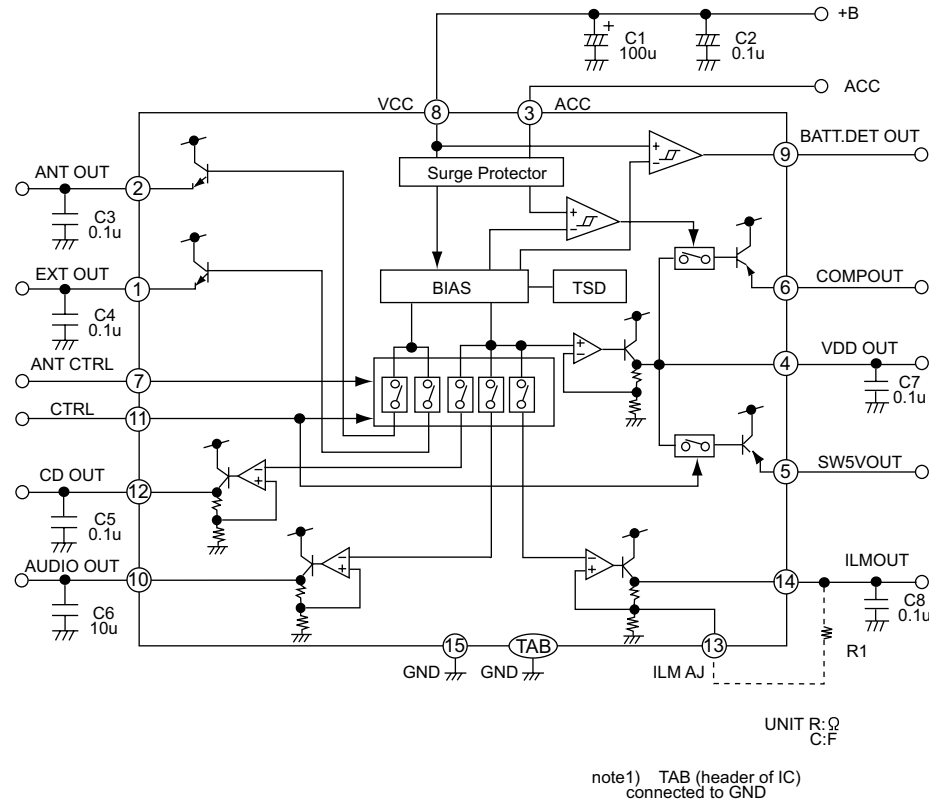 +B
C1
100u
+
C2
0.1u
ACC
VCC
8
3
ACC
BATT.DET OUT
9
+
−
Surge Protector
ANT OUT
2
C3
0.1u
+
−
EXT OUT
1
C4
0.1u
BIAS
TSD
COMPOUT
6
ANT CTRL
7
+
−
VDD OUT
4
C7
0.1u
CTRL
11
CD OUT
12
C5
0.1u
−
+
SW5VOUT
5
AUDIO OUT
10
C6
10u
−
+
−
+
ILMOUT
14
C8
0.1u
R1
15
GND
TAB
GND
13
ILM AJ
UNIT R:Ω
C:F
note1) TAB (header of IC)
connected to GND